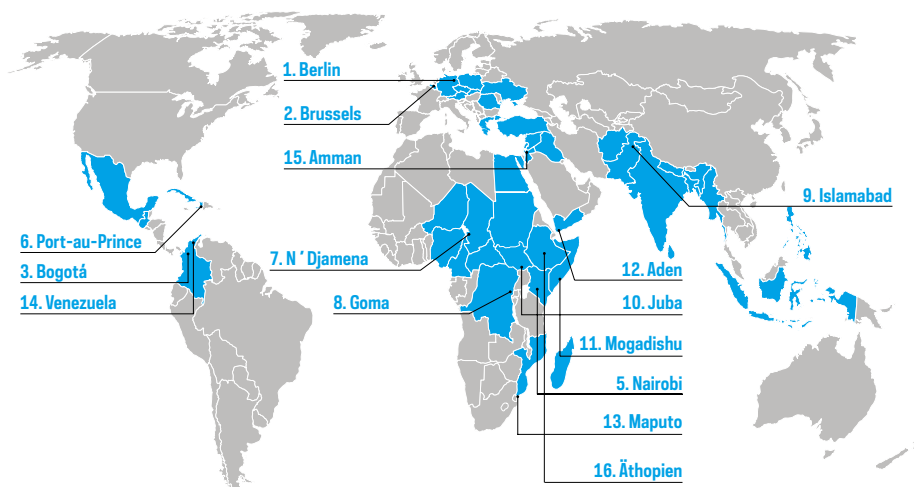 1. Berlin
2. Brussels
15. Amman
9. Islamabad
6. Port-au-Prince
7. N´Djamena
12. Aden
3. Bogotá
14. Venezuela
8. Goma
10. Juba
11. Mogadishu
5. Nairobi
13. Maputo
16. Äthopien